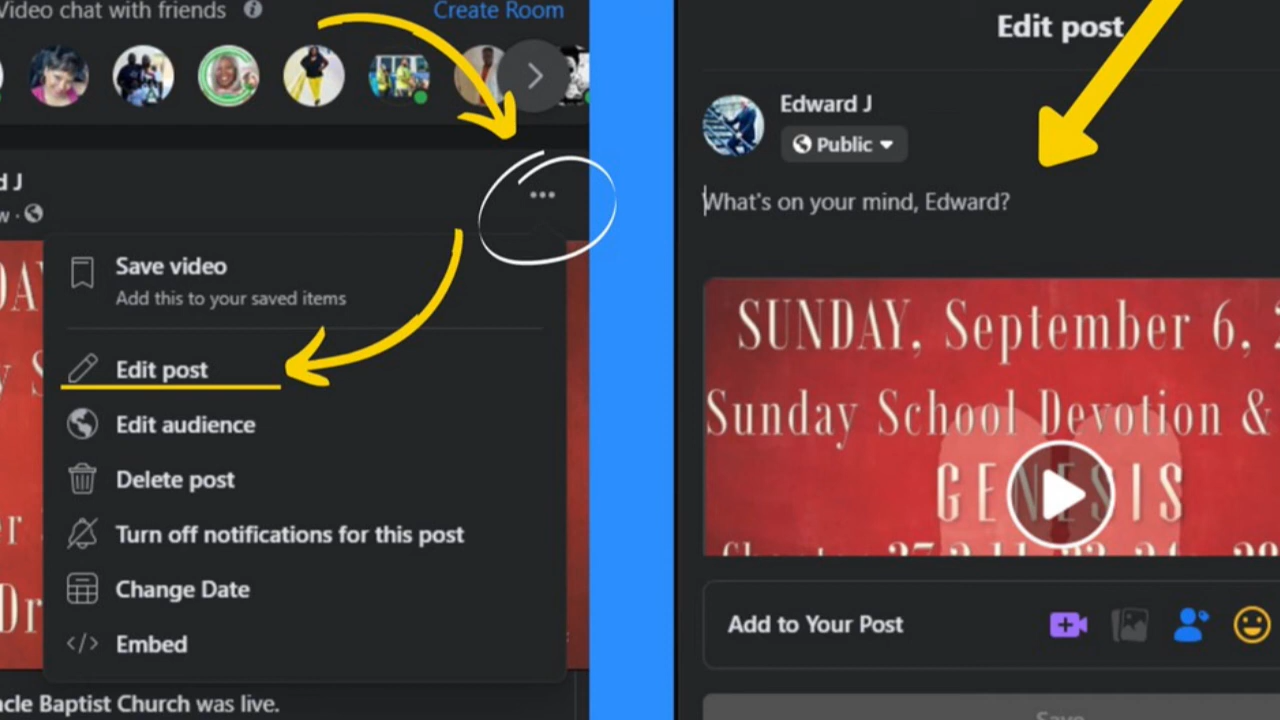 Video chat with friends
Create Room
d J
w ·
Save video
Add this to your saved items
Edit post
Edit audience
Delete post
Turn off notifications for this post
Change Date
Embed
acle Baptist Church was live.
Edit post
Edward J
Public
What's on your mind, Edward?
SUNDAY, September 6,
Sunday School Devotion &
GENESIS
Add to Your Post
Save